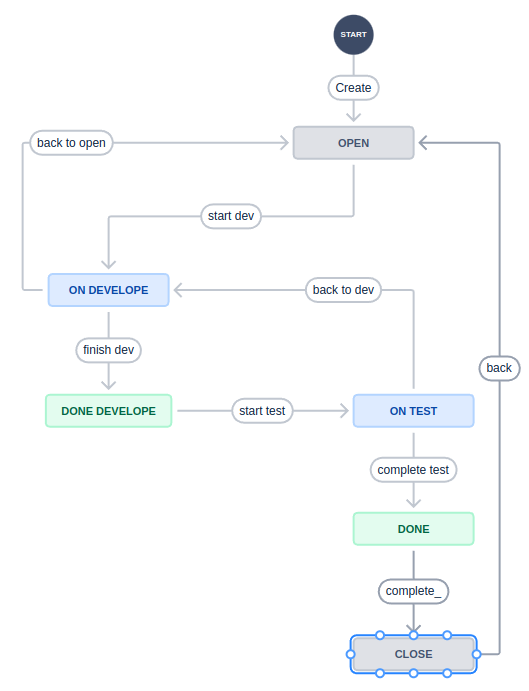 START
Create
back to open
OPEN
start dev
ON DEVELOPE
back to dev
finish dev
back
DONE DEVELOPE
start test
ON TEST
complete test
DONE
complete_
CLOSE